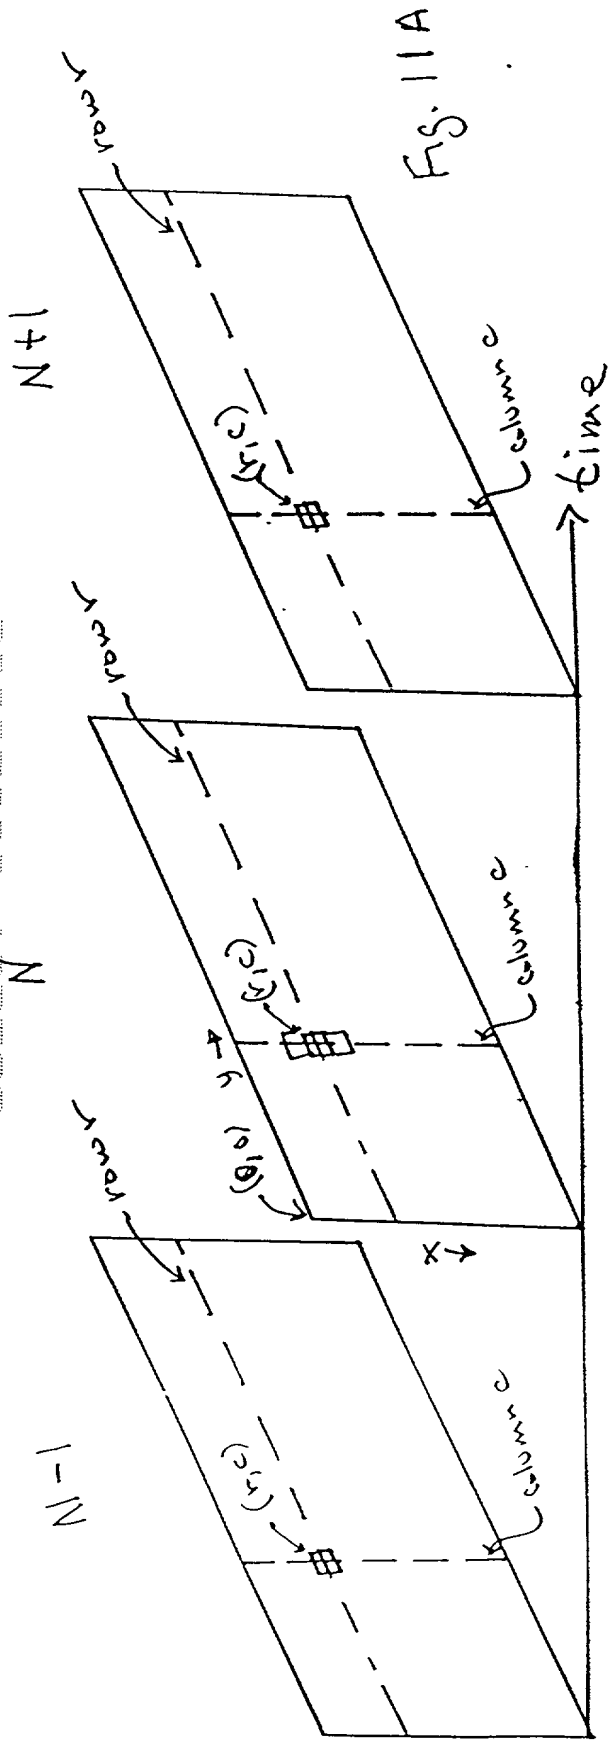 N-1
N
N+1
row r
row r
row r
(r,c)
(0,0)
y
(r,c)
(r,c)
x
column c
column c
column c
time
Fig. 11A